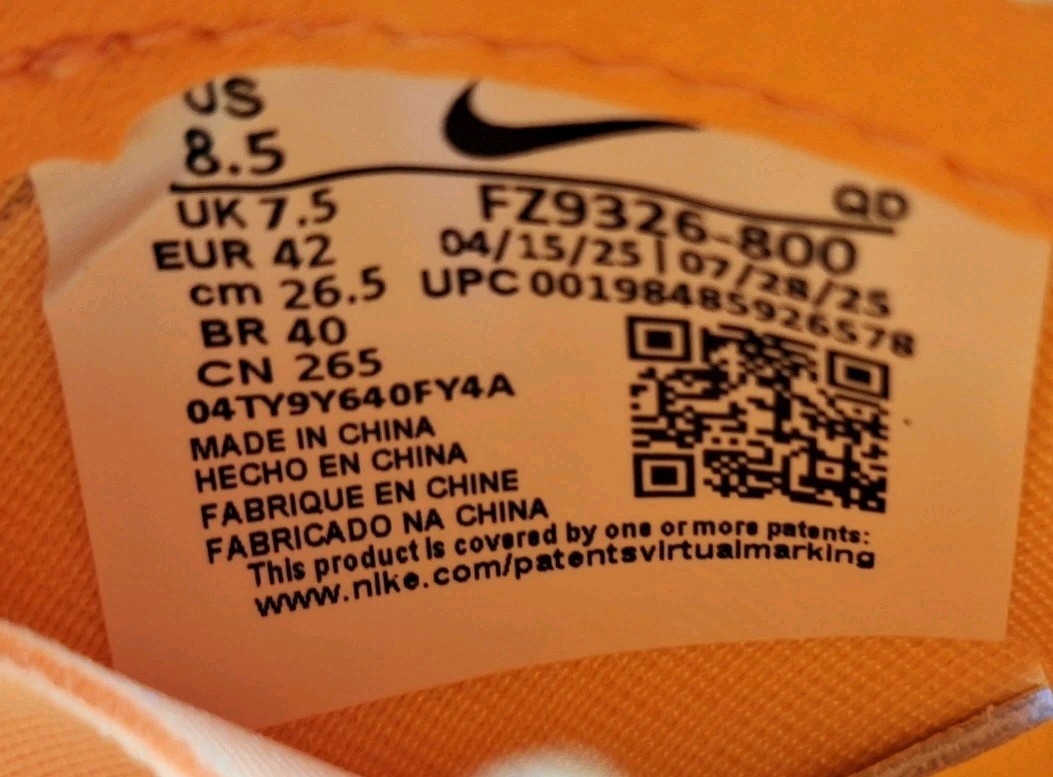 US
8.5
QD
UK 7.5
FZ9326-800
EUR 42
04/15/25 | 07/28/25
cm 26.5
UPC 00198485926578
BR 40
CN 265
04TY9Y640FY4A
MADE IN CHINA
HECHO EN CHINA
FABRIQUE EN CHINE
FABRICADO NA CHINA
This product is covered by one or more patents:
www.nike.com/patentsvirtualmarking